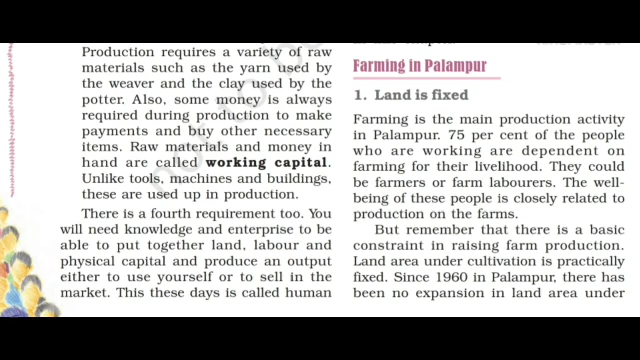 Production requires a variety of raw
materials such as the yarn used by
the weaver and the clay used by the
potter. Also, some money is always
required during production to make
payments and buy other necessary
items. Raw materials and money in
hand are called working capital.
Unlike tools, machines and buildings,
these are used up in production.
There is a fourth requirement too. You
will need knowledge and enterprise to be
able to put together land, labour and
physical capital and produce an output
either to use yourself or to sell in the
market. This these days is called human
Farming in Palampur
1. Land is fixed
Farming is the main production activity
in Palampur. 75 per cent of the people
who are working are dependent on
farming for their livelihood. They could
be farmers or farm labourers. The well-
being of these people is closely related to
production on the farms.
But remember that there is a basic
constraint in raising farm production.
Land area under cultivation is practically
fixed. Since 1960 in Palampur, there has
been no expansion in land area under